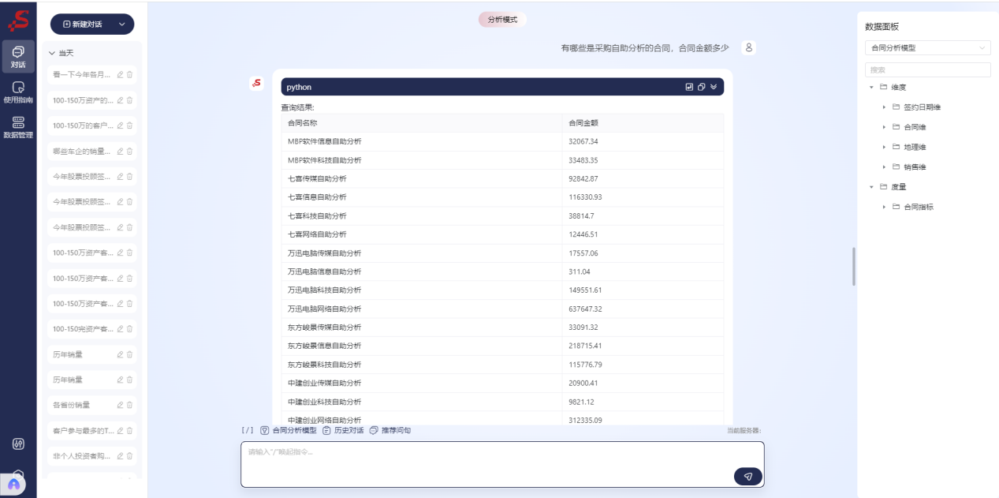 新建对话
对话
使用指南
数据管理
当天
看一下今年各月...
100-150万资产的...
100-150万的客户...
哪些车企的销量...
今年股票投顾签...
今年股票投顾签...
今年股票投顾签...
100-150万资产客...
100-150万资产客...
100-150万资产客...
100-150完资产客...
历年销量
历年销量
各省份销量
客户参与最多的T...
非个人投资者购...
分析模式
有哪些是采购自助分析的合同，合同金额多少
python
查询结果:
合同名称 合同金额
MBP软件信息自助分析 32067.34
MBP软件科技自助分析 33483.35
七喜传媒自助分析 92842.87
七喜信息自助分析 116330.93
七喜科技自助分析 38814.7
七喜网络自助分析 12446.51
万迅电脑传媒自助分析 17557.06
万迅电脑信息自助分析 311.04
万迅电脑科技自助分析 149551.61
万迅电脑网络自助分析 637647.32
东方峻景传媒自助分析 33091.32
东方峻景信息自助分析 218715.41
东方峻景科技自助分析 115776.79
中建创业传媒自助分析 20900.41
中建创业科技自助分析 9821.12
中建创业网络自助分析 312335.09
[/] 合同分析模型 历史对话 推荐问句 当前服务器:
请输入"/"唤起指令...
数据面板
合同分析模型
搜索
维度
签约日期维
合同维
地理维
销售维
度量
合同指标